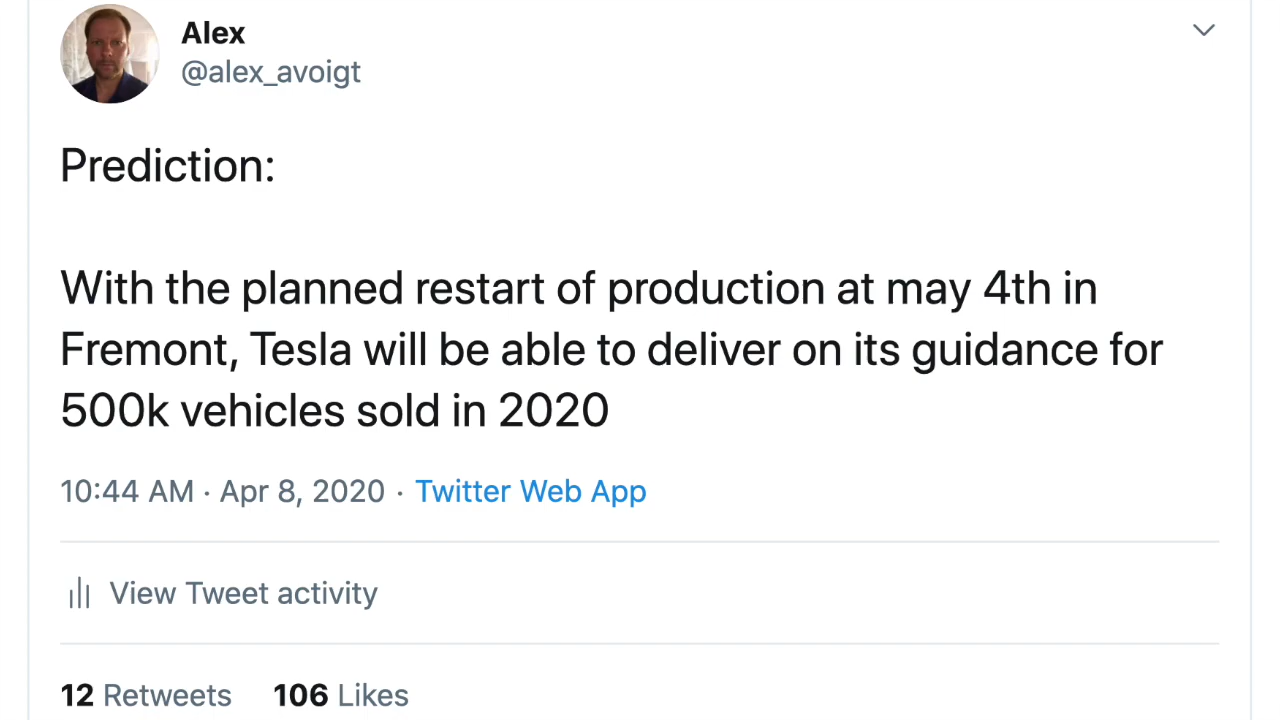 Alex
@alex_avoigt
Prediction:
With the planned restart of production at may 4th in
Fremont, Tesla will be able to deliver on its guidance for
500k vehicles sold in 2020
10:44 AM · Apr 8, 2020 · Twitter Web App
View Tweet activity
12 Retweets 106 Likes